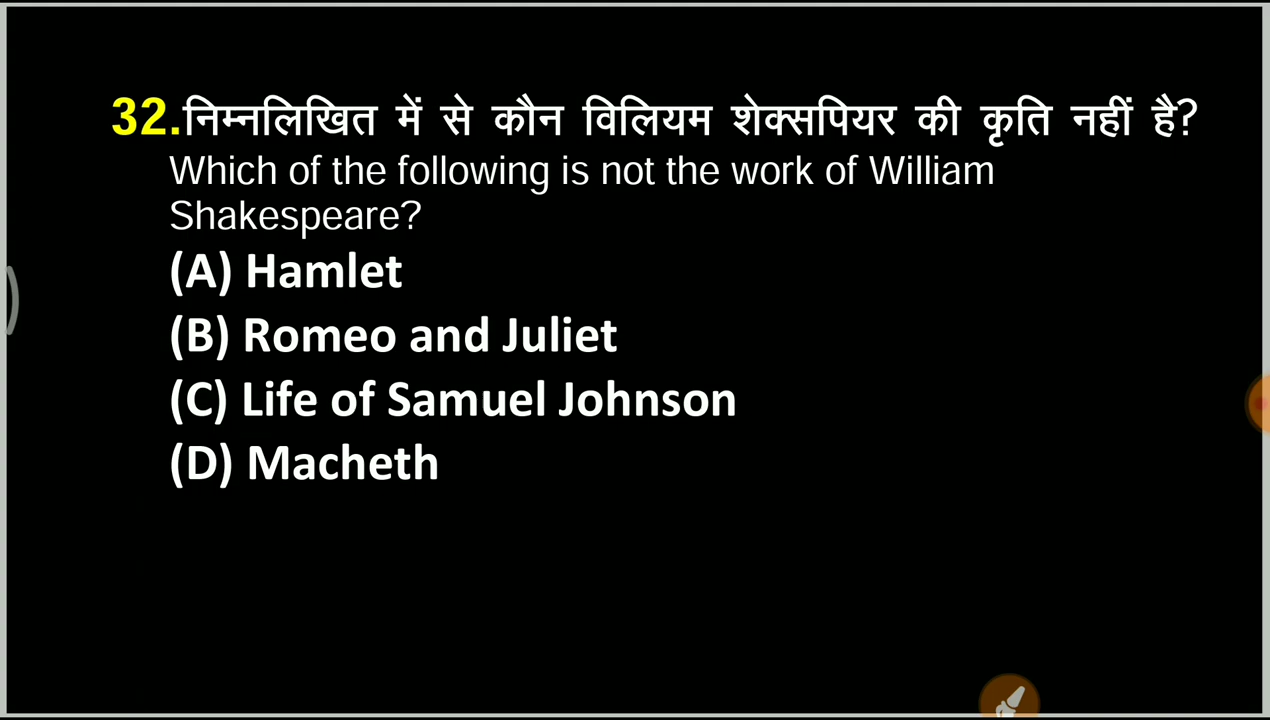 32.निम्नलिखित में से कौन विलियम शेक्सपियर की कृति नहीं है?
Which of the following is not the work of William
Shakespeare?
(A) Hamlet
(B) Romeo and Juliet
(C) Life of Samuel Johnson
(D) Macheth